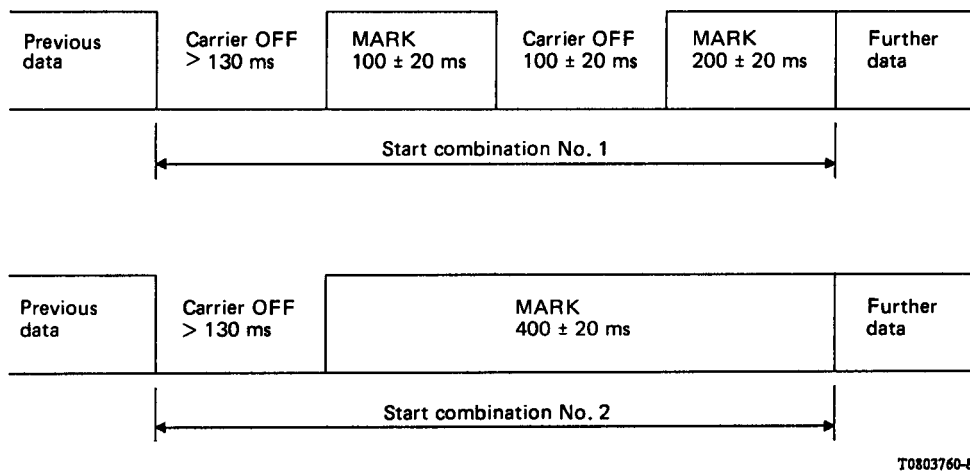 Previous data
Carrier OFF
> 130 ms
MARK
100 ± 20 ms
Carrier OFF
100 ± 20 ms
MARK
200 ± 20 ms
Further data
Start combination No. 1
Previous data
Carrier OFF
> 130 ms
MARK
400 ± 20 ms
Further data
Start combination No. 2